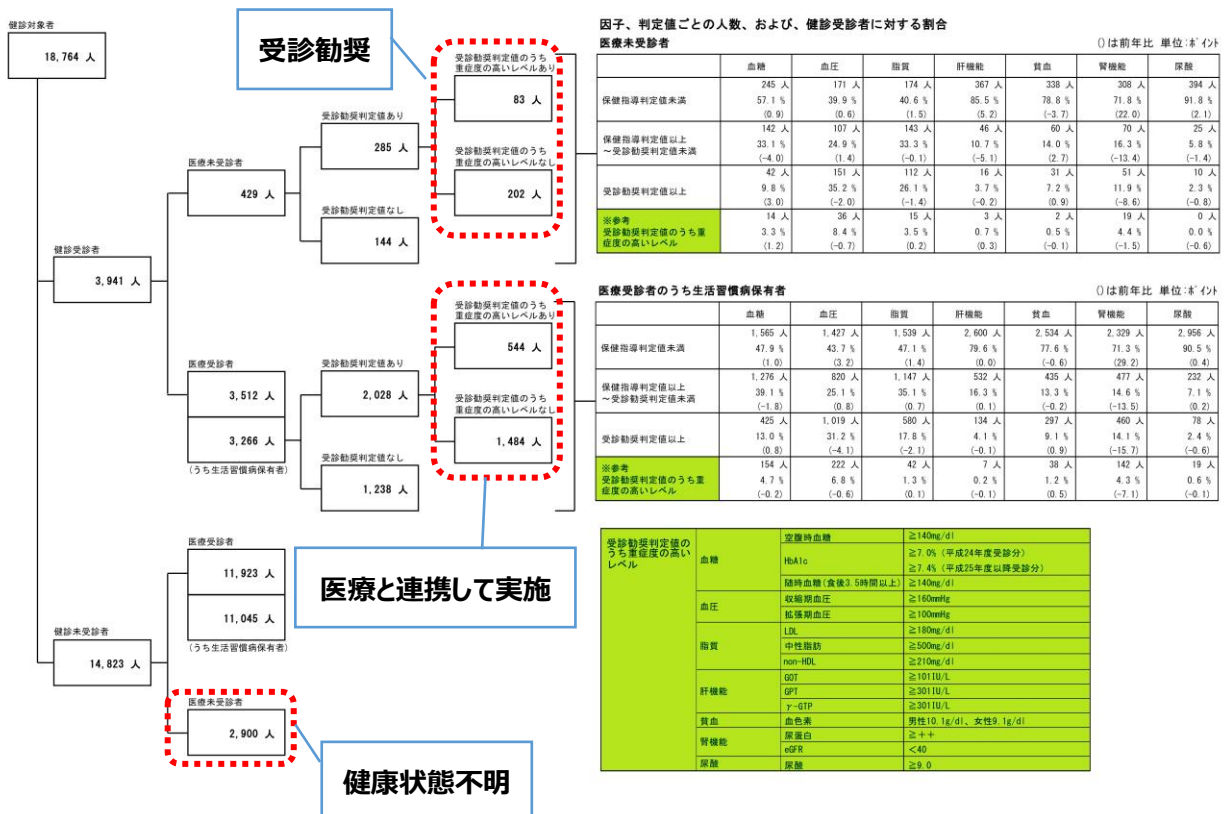 健診対象者
18,764 人
受診勧奨
受診勧奨判定値のうち
重症度の高いレベルあり
83 人
受診勧奨判定値あり
285 人
受診勧奨判定値のうち
重症度の高いレベルなし
202 人
医療未受診者
429 人
受診勧奨判定値なし
144 人
健診受診者
3,941 人
受診勧奨判定値のうち
重症度の高いレベルあり
544 人
医療受診者
3,512 人
3,266 人
(うち生活習慣病保有者)
受診勧奨判定値あり
2,028 人
受診勧奨判定値のうち
重症度の高いレベルなし
1,484 人
受診勧奨判定値なし
1,238 人
医療と連携して実施
医療受診者
11,923 人
11,045 人
(うち生活習慣病保有者)
健診未受診者
14,823 人
医療未受診者
2,900 人
健康状態不明
因子、判定値ごとの人数、および、健診受診者に対する割合
医療未受診者 ()は前年比 単位:ポイント
血糖 血圧 脂質 肝機能 貧血 腎機能 尿酸
保健指導判定値未満
245 人 171 人 174 人 367 人 338 人 308 人 394 人
57.1 % 39.9 % 40.6 % 85.5 % 78.8 % 71.8 % 91.8 %
(0.9) (0.6) (1.5) (5.2) (-3.7) (22.0) (2.1)
保健指導判定値以上
~受診勧奨判定値未満
142 人 107 人 143 人 46 人 60 人 70 人 25 人
33.1 % 24.9 % 33.3 % 10.7 % 14.0 % 16.3 % 5.8 %
(-4.0) (1.4) (-0.1) (-5.1) (2.7) (-13.4) (-1.4)
受診勧奨判定値以上
42 人 151 人 112 人 16 人 31 人 51 人 10 人
9.8 % 35.2 % 26.1 % 3.7 % 7.2 % 11.9 % 2.3 %
(3.0) (-2.0) (-1.4) (-0.2) (0.9) (-8.6) (-0.8)
※参考
受診勧奨判定値のうち重
症度の高いレベル
14 人 36 人 15 人 3 人 2 人 19 人 0 人
3.3 % 8.4 % 3.5 % 0.7 % 0.5 % 4.4 % 0.0 %
(1.2) (-0.7) (0.2) (0.3) (-0.1) (-1.5) (-0.6)
医療受診者のうち生活習慣病保有者 ()は前年比 単位:ポイント
血糖 血圧 脂質 肝機能 貧血 腎機能 尿酸
保健指導判定値未満
1,565 人 1,427 人 1,539 人 2,600 人 2,534 人 2,329 人 2,956 人
47.9 % 43.7 % 47.1 % 79.6 % 77.6 % 71.3 % 90.5 %
(1.0) (3.2) (1.4) (0.0) (-0.6) (29.2) (0.4)
保健指導判定値以上
~受診勧奨判定値未満
1,276 人 820 人 1,147 人 532 人 435 人 477 人 232 人
39.1 % 25.1 % 35.1 % 16.3 % 13.3 % 14.6 % 7.1 %
(-1.8) (0.8) (0.7) (0.1) (-0.2) (-13.5) (0.2)
受診勧奨判定値以上
425 人 1,019 人 580 人 134 人 297 人 460 人 78 人
13.0 % 31.2 % 17.8 % 4.1 % 9.1 % 14.1 % 2.4 %
(0.8) (-4.1) (-2.1) (-0.1) (0.9) (-15.7) (-0.6)
※参考
受診勧奨判定値のうち重
症度の高いレベル
154 人 222 人 42 人 7 人 38 人 142 人 19 人
4.7 % 6.8 % 1.3 % 0.2 % 1.2 % 4.3 % 0.6 %
(-0.2) (-0.6) (0.1) (-0.1) (0.5) (-7.1) (-0.1)
受診勧奨判定値の
うち重症度の高い
レベル
血糖
空腹時血糖 ≧140mg/dl
HbA1c
≧7.0% (平成24年度受診分)
≧7.4% (平成25年度以降受診分)
随時血糖(食後3.5時間以上) ≧140mg/dl
血圧
収縮期血圧 ≧160mmHg
拡張期血圧 ≧100mmHg
脂質
LDL ≧180mg/dl
中性脂肪 ≧500mg/dl
non-HDL ≧210mg/dl
肝機能
GOT ≧101IU/L
GPT ≧301IU/L
γ-GTP ≧301IU/L
貧血 血色素 男性10.1g/dl、女性9.1g/dl
腎機能
尿蛋白 ≧++
eGFR <40
尿酸 尿酸 ≧9.0